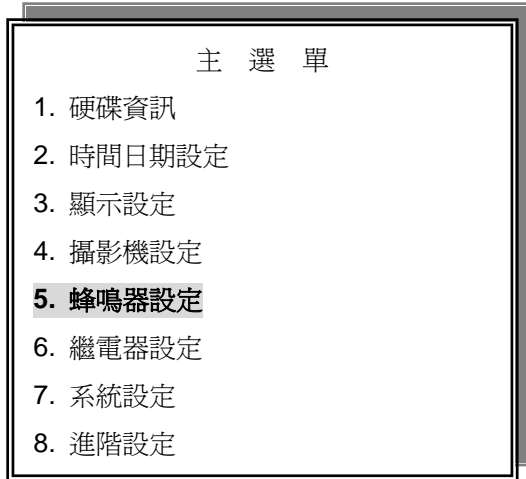 主 選 單
1. 硬碟資訊
2. 時間日期設定
3. 顯示設定
4. 攝影機設定
5. 蜂鳴器設定
6. 繼電器設定
7. 系統設定
8. 進階設定